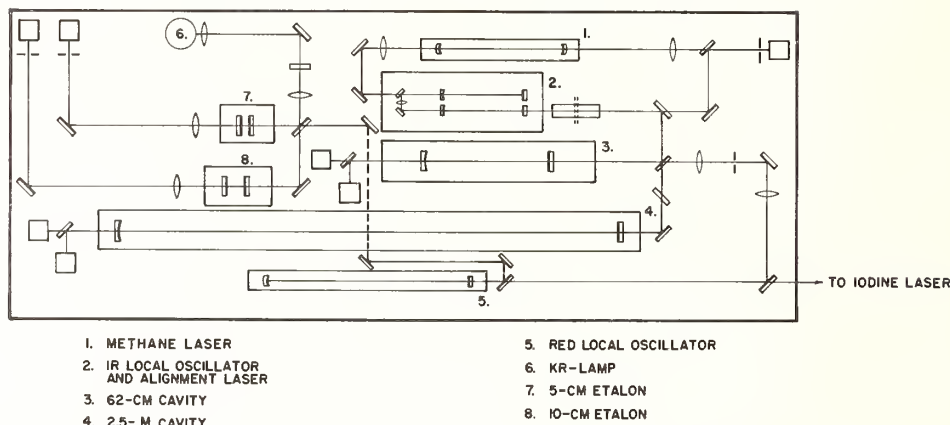 6.
1.
2.
7.
3.
8.
4.
5.
TO IODINE LASER
1. METHANE LASER
2. IR LOCAL OSCILLATOR
AND ALIGNMENT LASER
3. 62-CM CAVITY
4. 2.5-M CAVITY
5. RED LOCAL OSCILLATOR
6. KR-LAMP
7. 5-CM ETALON
8. 10-CM ETALON